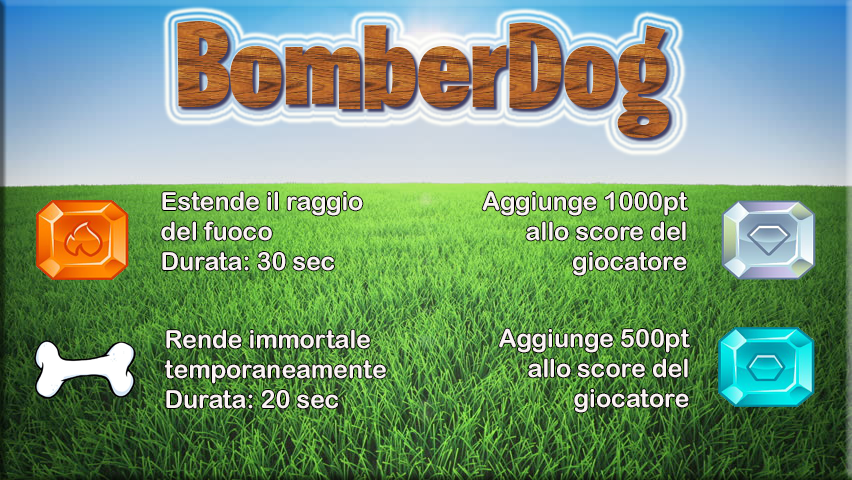 BomberDog
Estende il raggio
del fuoco
Durata: 30 sec
Aggiunge 1000pt
allo score del
giocatore
Rende immortale
temporaneamente
Durata: 20 sec
Aggiunge 500pt
allo score del
giocatore